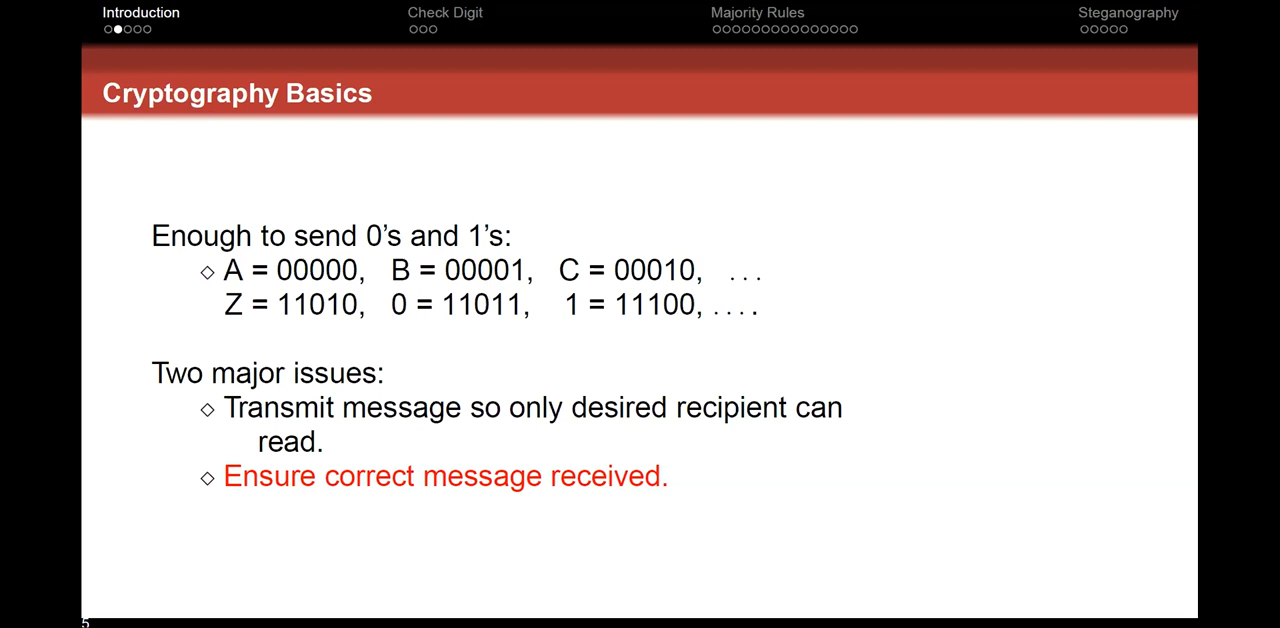 Introduction
Check Digit
Majority Rules
Steganography
Cryptography Basics
Enough to send 0’s and 1’s:
◇ A = 00000, B = 00001, C = 00010, ...
Z = 11010, 0 = 11011, 1 = 11100, ....
Two major issues:
◇ Transmit message so only desired recipient can
read.
◇ Ensure correct message received.
5